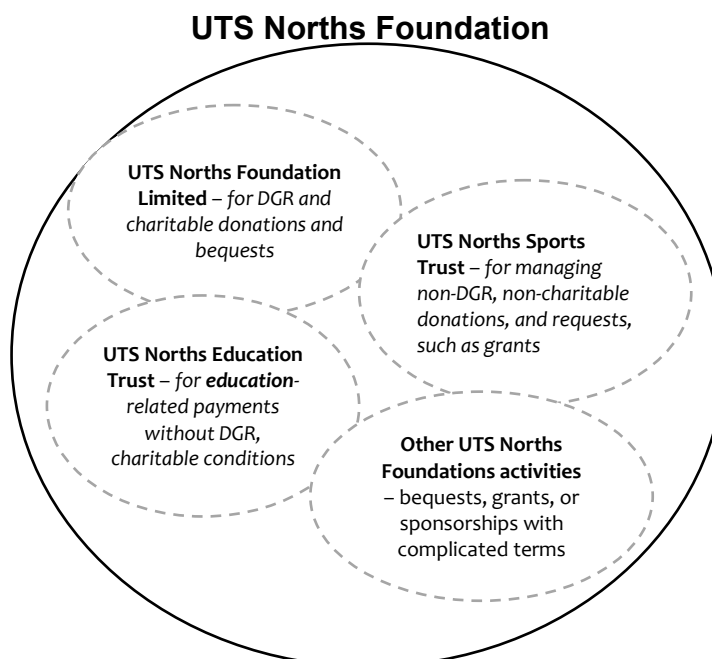 UTS Norths Foundation
UTS Norths Foundation
Limited – for DGR and
charitable donations and
bequests
UTS Norths Sports
Trust – for managing
non-DGR, non-charitable
donations, and requests,
such as grants
UTS Norths Education
Trust – for education-
related payments
without DGR,
charitable conditions
Other UTS Norths
Foundations activities
– bequests, grants, or
sponsorships with
complicated terms